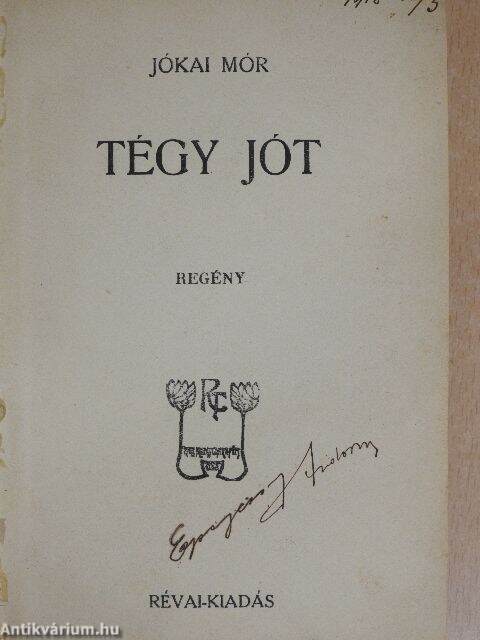 JÓKAI MÓR
TÉGY JÓT
REGÉNY
RÉVAI-KIADÁS
Antikvárium.hu